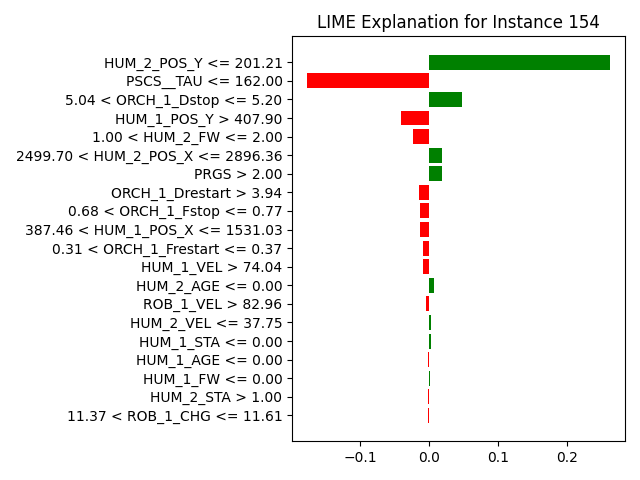 LIME Explanation for Instance 154
HUM_2_POS_Y <= 201.21
PSCS__TAU <= 162.00
5.04 < ORCH_1_Dstop <= 5.20
HUM_1_POS_Y > 407.90
1.00 < HUM_2_FW <= 2.00
2499.70 < HUM_2_POS_X <= 2896.36
PRGS > 2.00
ORCH_1_Drestart > 3.94
0.68 < ORCH_1_Fstop <= 0.77
387.46 < HUM_1_POS_X <= 1531.03
0.31 < ORCH_1_Frestart <= 0.37
HUM_1_VEL > 74.04
HUM_2_AGE <= 0.00
ROB_1_VEL > 82.96
HUM_2_VEL <= 37.75
HUM_1_STA <= 0.00
HUM_1_AGE <= 0.00
HUM_1_FW <= 0.00
HUM_2_STA > 1.00
11.37 < ROB_1_CHG <= 11.61
−0.1 0.0 0.1 0.2